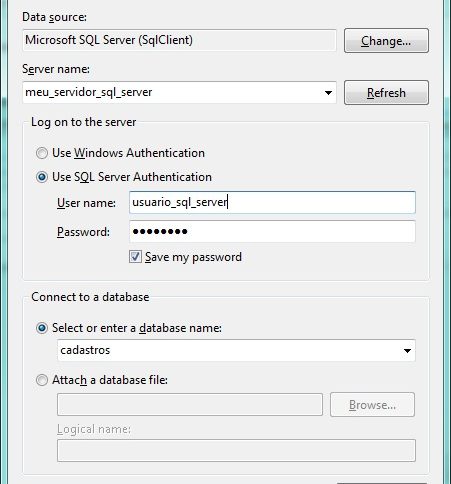 Data source:
Microsoft SQL Server (SqlClient)
Change...
Server name:
meu_servidor_sql_server
Refresh
Log on to the server
Use Windows Authentication
Use SQL Server Authentication
User name:
usuario_sql_server
Password:
●●●●●●●●
Save my password
Connect to a database
Select or enter a database name:
cadastros
Attach a database file:
Browse...
Logical name: